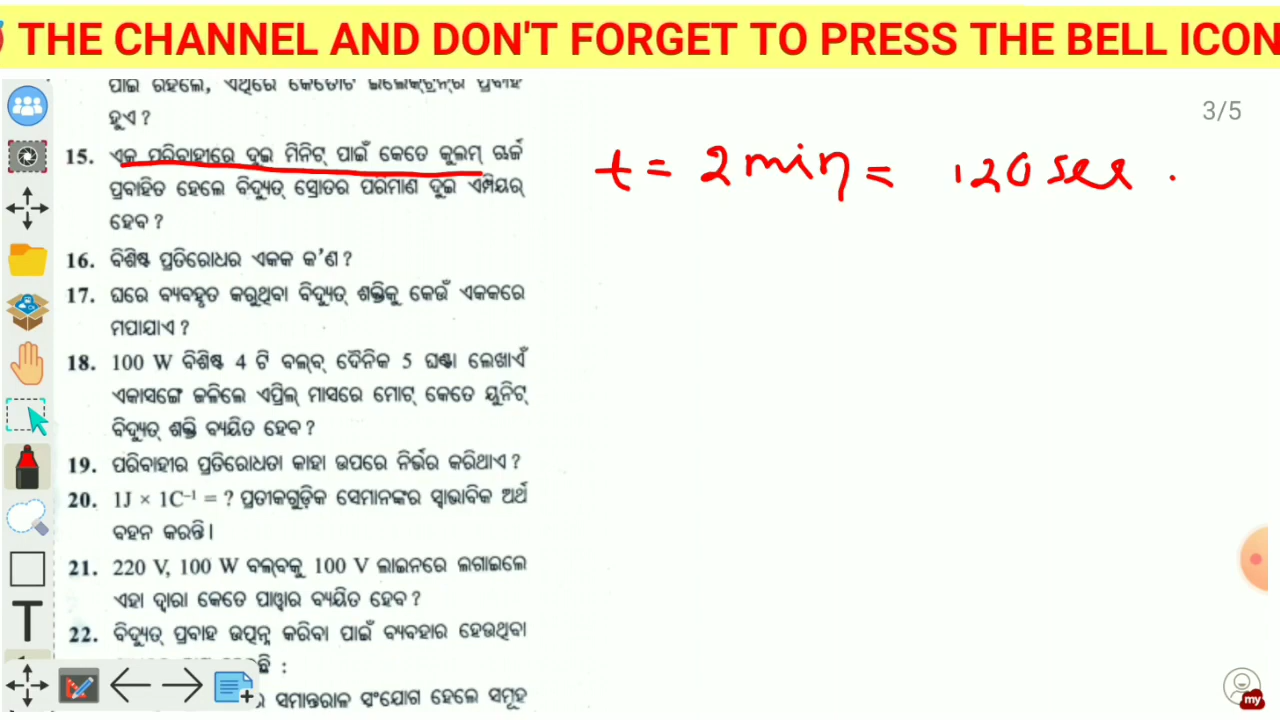 THE CHANNEL AND DON'T FORGET TO PRESS THE BELL ICON
ପାଇଁ ରହିଲେ, ଏଥିରେ କେତୋଟି ଇଲେକ୍‌ଟ୍ରନ୍‌ର ପ୍ରବାହ
ହୁଏ ?
3/5
15. ଏକ ପରିବାହୀରେ ଦୁଇ ମିନିଟ୍ ପାଇଁ କେତେ କୁଲମ୍ ଋର୍ଜ
t = 2 min = 120 sec.
ପ୍ରବାହିତ ହେଲେ ବିଦ୍ୟୁତ୍ ସ୍ରୋତର ପରିମାଣ ଦୁଇ ଏମ୍ପିୟର୍
ହେବ ?
16. ବିଶିଷ୍ଟ ପ୍ରତିରୋଧର ଏକକ କ'ଣ ?
17. ଘରେ ବ୍ୟବହୃତ କରୁଥିବା ବିଦ୍ୟୁତ୍ ଶକ୍ତିକୁ କେଉଁ ଏକକରେ
ମପାଯାଏ ?
18. 100 W ବିଶିଷ୍ଟ 4 ଟି ବଲ୍‌ବ୍ ଦୈନିକ 5 ଘଣ୍ଟା ଲେଖାଏଁ
ଏକାସଙ୍ଗେ ଜଳିଲେ ଏପ୍ରିଲ୍ ମାସରେ ମୋଟ୍ କେତେ ୟୁନିଟ୍
ବିଦ୍ୟୁତ୍ ଶକ୍ତି ବ୍ୟୟିତ ହେବ ?
19. ପରିବାହୀର ପ୍ରତିରୋଧତା କାହା ଉପରେ ନିର୍ଭର କରିଥାଏ ?
20. 1J × 1C⁻¹ = ? ପ୍ରତୀକଗୁଡ଼ିକ ସେମାନଙ୍କର ସ୍ୱାଭାବିକ ଅର୍ଥ
ବହନ କରନ୍ତି।
21. 220 V, 100 W ବଲ୍‌ବକୁ 100 V ଲାଇନରେ ଲଗାଇଲେ
ଏହା ଦ୍ୱାରା କେତେ ପାୱାର ବ୍ୟୟିତ ହେବ ?
22. ବିଦ୍ୟୁତ୍ ପ୍ରବାହ ଉତ୍ପନ୍ନ କରିବା ପାଇଁ ବ୍ୟବହାର ହେଉଥିବା
ସମାନ୍ତରାଳ ସଂଯୋଗ ହେଲେ ସମୂହ
T
my